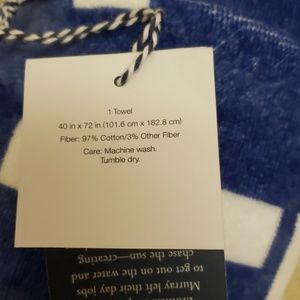 1 Towel
40 in x 72 in (101.6 cm x 182.8 cm)
Fiber: 97% Cotton/3% Other Fiber
Care: Machine wash.
Tumble dry.
Murray left their day jobs
to get out on the water and
chase the sun—creating